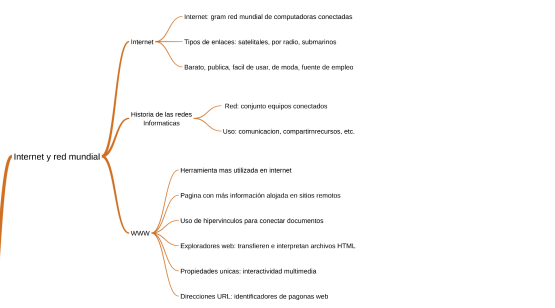 Internet: gram red mundial de computadoras conectadas
Internet
Tipos de enlaces: satelitales, por radio, submarinos
Barato, publica, facil de usar, de moda, fuente de empleo
Red: conjunto equipos conectados
Historia de las redes
Informaticas
Uso: comunicacion, compartirnrecursos, etc.
Internet y red mundial
Herramienta mas utilizada en internet
Pagina con más información alojada en sitios remotos
Uso de hipervinculos para conectar documentos
WWW
Exploradores web: transfieren e interpretan archivos HTML
Propiedades unicas: interactividad multimedia
Direcciones URL: identificadores de pagonas web